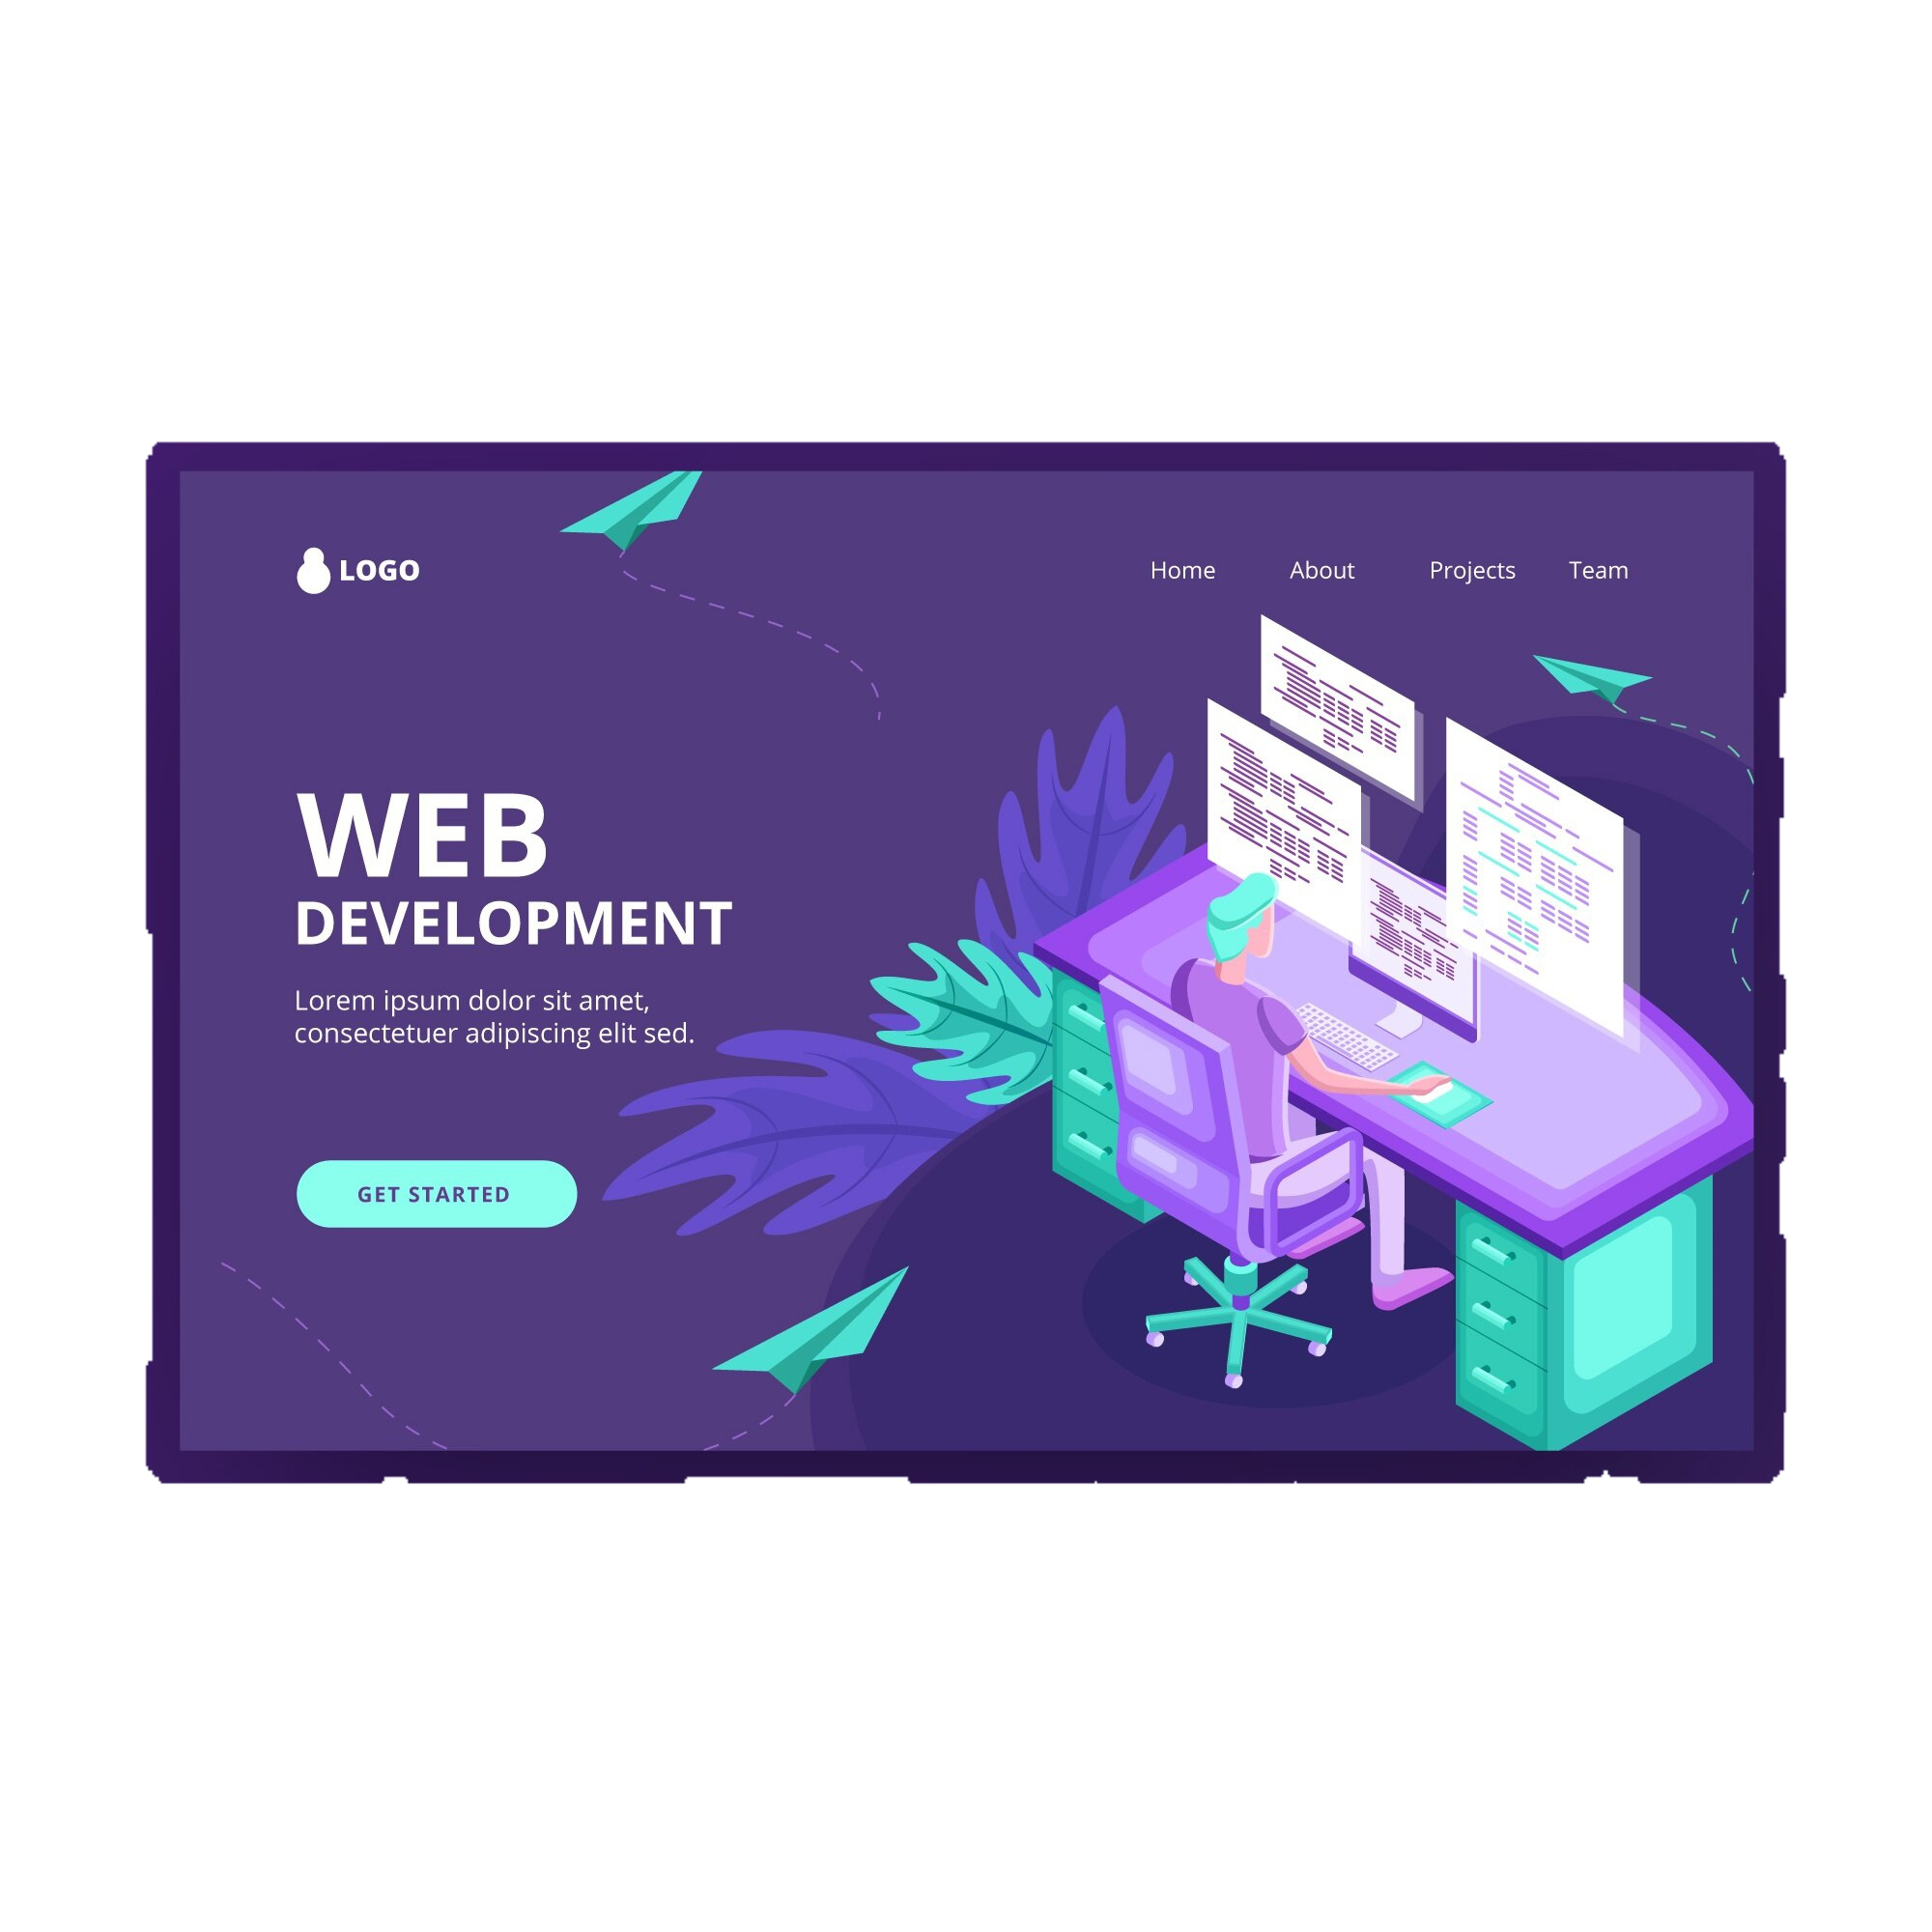 LOGO
Home About Projects Team
WEB
DEVELOPMENT
Lorem ipsum dolor sit amet,
consectetuer adipiscing elit sed.
GET STARTED